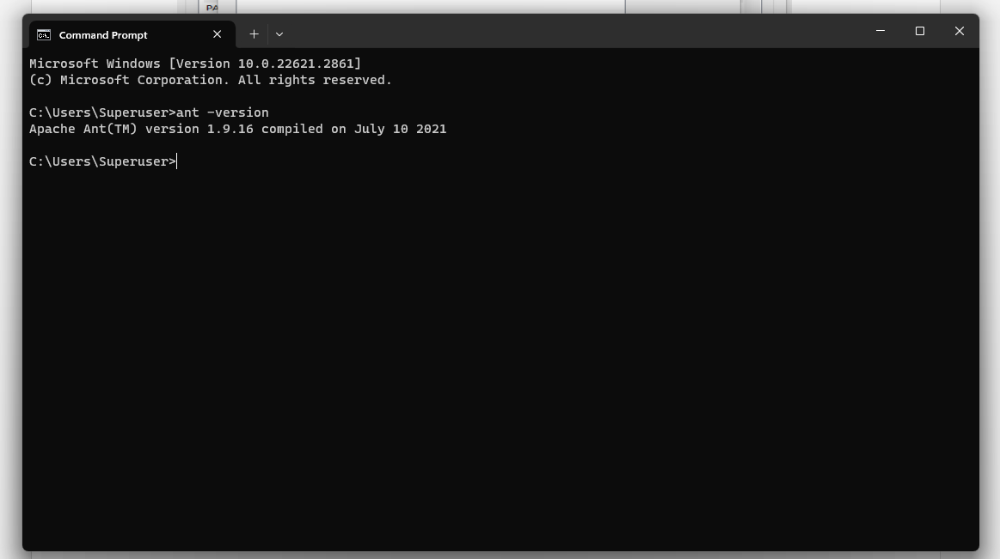 PA
Command Prompt
Microsoft Windows [Version 10.0.22621.2861]
(c) Microsoft Corporation. All rights reserved.
C:\Users\Superuser>ant -version
Apache Ant(TM) version 1.9.16 compiled on July 10 2021
C:\Users\Superuser>